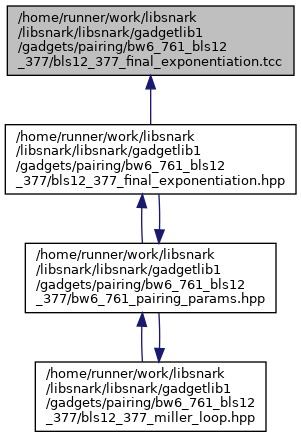 /home/runner/work/libsnark
/libsnark/libsnark/gadgetlib1
/gadgets/pairing/bw6_761_bls12
_377/bls12_377_final_exponentiation.tcc
/home/runner/work/libsnark
/libsnark/libsnark/gadgetlib1
/gadgets/pairing/bw6_761_bls12
_377/bls12_377_final_exponentiation.hpp
/home/runner/work/libsnark
/libsnark/libsnark/gadgetlib1
/gadgets/pairing/bw6_761_bls12
_377/bw6_761_pairing_params.hpp
/home/runner/work/libsnark
/libsnark/libsnark/gadgetlib1
/gadgets/pairing/bw6_761_bls12
_377/bls12_377_miller_loop.hpp